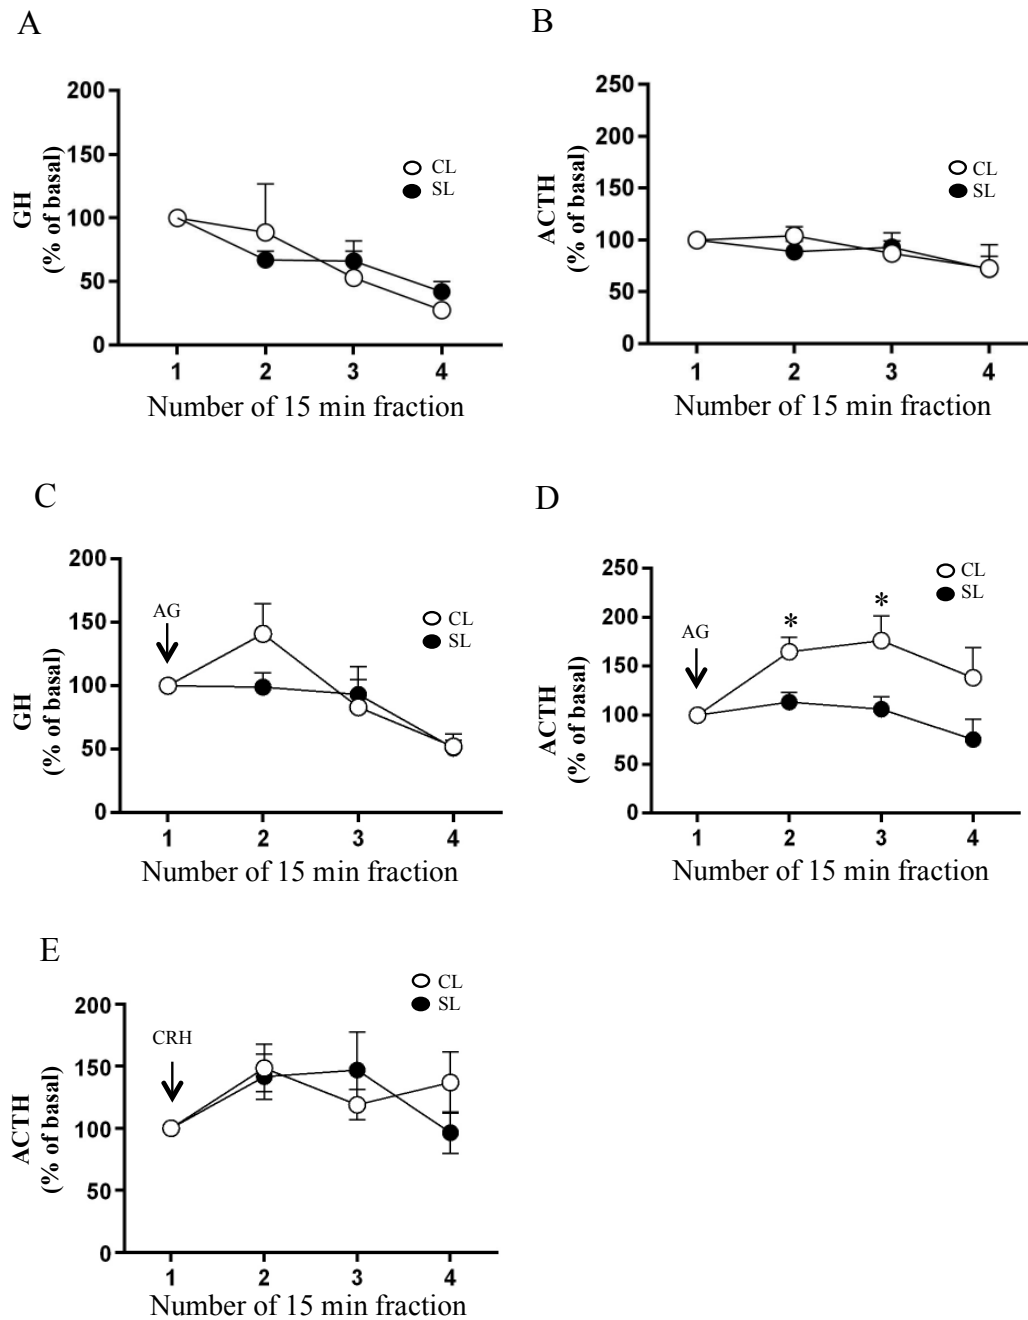 A
GH
(% of basal)
200
150
100
50
0
CL
SL
1 2 3 4
Number of 15 min fraction
B
ACTH
(% of basal)
250
200
150
100
50
0
CL
SL
1 2 3 4
Number of 15 min fraction
C
GH
(% of basal)
200
150
100
50
0
AG
CL
SL
1 2 3 4
Number of 15 min fraction
D
ACTH
(% of basal)
250
200
150
100
50
0
AG
* *
CL
SL
1 2 3 4
Number of 15 min fraction
E
ACTH
(% of basal)
200
150
100
50
0
CRH
CL
SL
1 2 3 4
Number of 15 min fraction